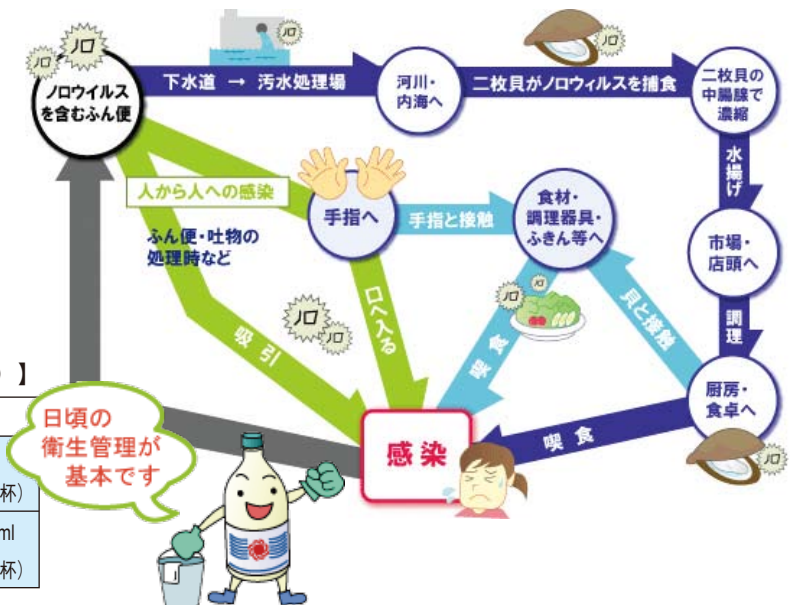 ノロ
ノロ
ノロウイルス
を含むふん便
下水道 → 汚水処理場
ノロ
河川・
内海へ
二枚貝がノロウィルスを捕食
ノロ
二枚貝の
中腸腺で
濃縮
水揚げ
市場・
店頭へ
調理
厨房・
食卓へ
ノロ
人から人への感染
ふん便・吐物の
処理時など
手指へ
手指と接触
食材・
調理器具・
ふきん等へ
貝と接触
ノロ
ノロ
ノロ
ノロ
吸引
口へ入る
喫食
喫食
感染
】
日頃の
衛生管理が
基本です
杯)
ml
杯)